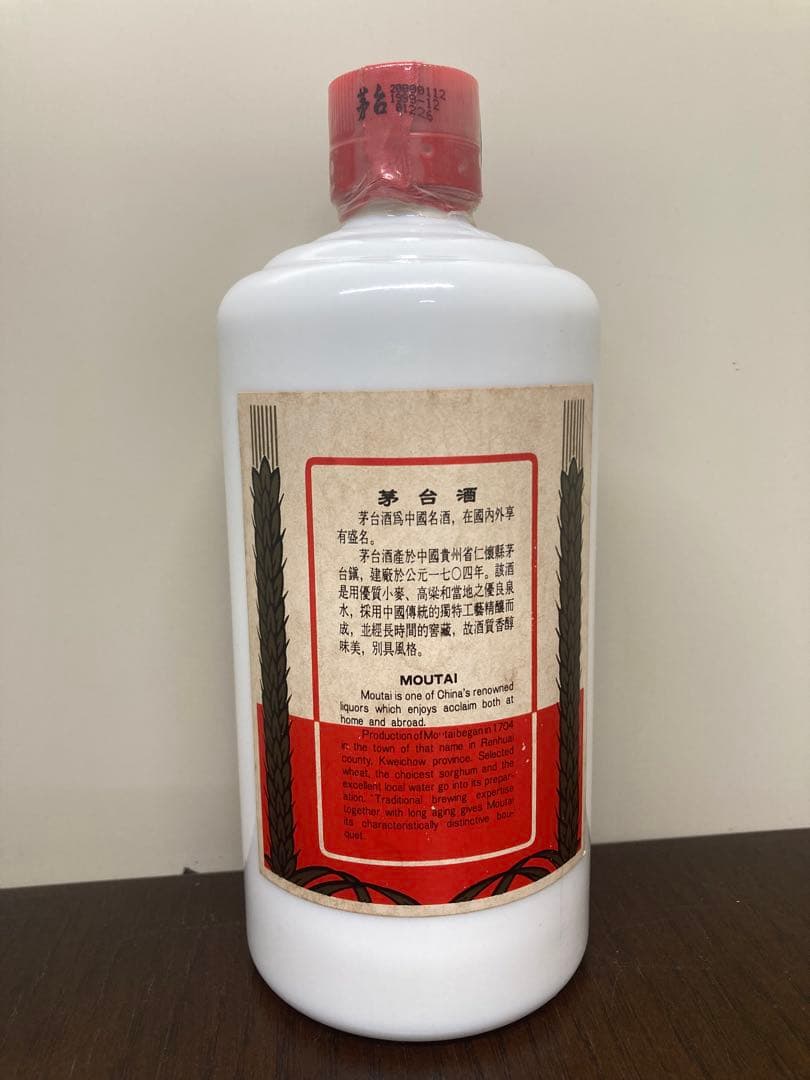 茅台
20000112
1999-12
01226
茅台酒
茅台酒爲中國名酒，在國內外享
有盛名。
茅台酒產於中國貴州省仁懷縣茅
台鎮，建廠於公元一七〇四年。該酒
是用優質小麥、高梁和當地之優良泉
水，採用中國傳統的獨特工藝精釀而
成，並經長時間的窖藏，故酒質香醇
味美，別具風格。
MOUTAI
Moutai is one of China's renowned
liquors which enjoys acclaim both at
home and abroad.
Production of Moutai began in 1704
in the town of that name in Renhuai
county, Kweichow province. Selected
wheat, the choicest sorghum and the
excellent local water go into its prepar-
ation. Traditional brewing expertise
together with long aging gives Moutai
its characteristically distinctive bou-
quet.